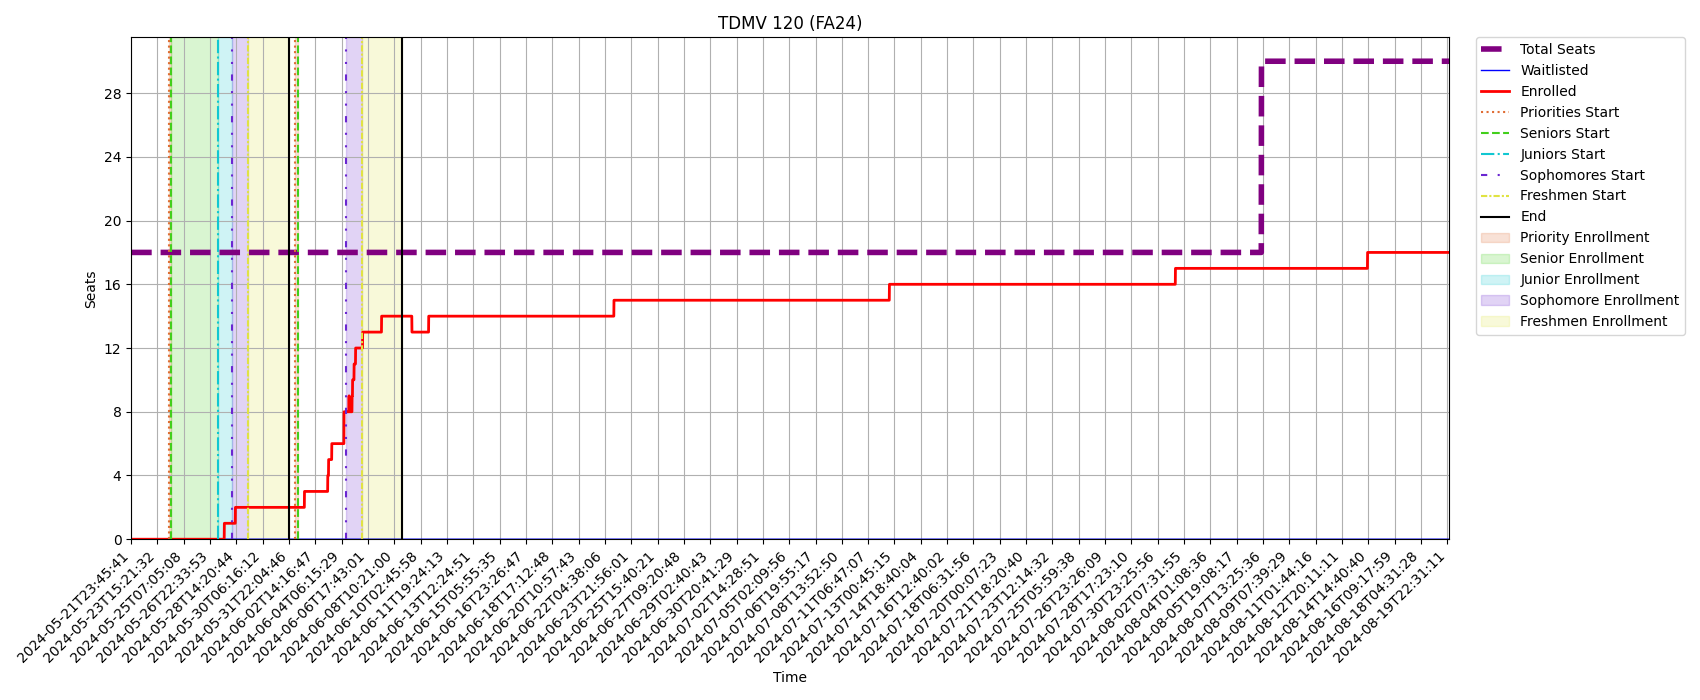 TDMV 120 (FA24)
Seats
28
24
20
16
12
8
4
0
2024-05-21T23:45:41
2024-05-23T15:21:32
2024-05-25T07:05:08
2024-05-26T22:33:53
2024-05-28T14:20:44
2024-05-30T06:16:12
2024-05-31T22:04:46
2024-06-02T14:16:47
2024-06-04T06:15:29
2024-06-06T17:43:01
2024-06-08T10:21:00
2024-06-10T02:45:58
2024-06-11T19:24:13
2024-06-13T12:24:51
2024-06-15T05:55:35
2024-06-16T23:26:47
2024-06-18T17:12:48
2024-06-20T10:57:43
2024-06-22T04:38:06
2024-06-23T21:56:01
2024-06-25T15:40:21
2024-06-27T09:20:48
2024-06-29T02:40:43
2024-06-30T20:41:29
2024-07-02T14:28:51
2024-07-05T02:09:56
2024-07-06T19:55:17
2024-07-08T13:52:50
2024-07-11T06:47:07
2024-07-13T00:45:15
2024-07-14T18:40:04
2024-07-16T12:40:02
2024-07-18T06:31:56
2024-07-20T00:07:23
2024-07-21T18:20:40
2024-07-23T12:14:32
2024-07-25T05:59:38
2024-07-26T23:26:09
2024-07-28T17:23:10
2024-07-30T23:25:56
2024-08-02T07:31:55
2024-08-04T01:08:36
2024-08-05T19:08:17
2024-08-07T13:25:36
2024-08-09T07:39:29
2024-08-11T01:44:16
2024-08-12T20:11:11
2024-08-14T14:40:40
2024-08-16T09:17:59
2024-08-18T04:31:28
2024-08-19T22:31:11
Time
Total Seats
Waitlisted
Enrolled
Priorities Start
Seniors Start
Juniors Start
Sophomores Start
Freshmen Start
End
Priority Enrollment
Senior Enrollment
Junior Enrollment
Sophomore Enrollment
Freshmen Enrollment